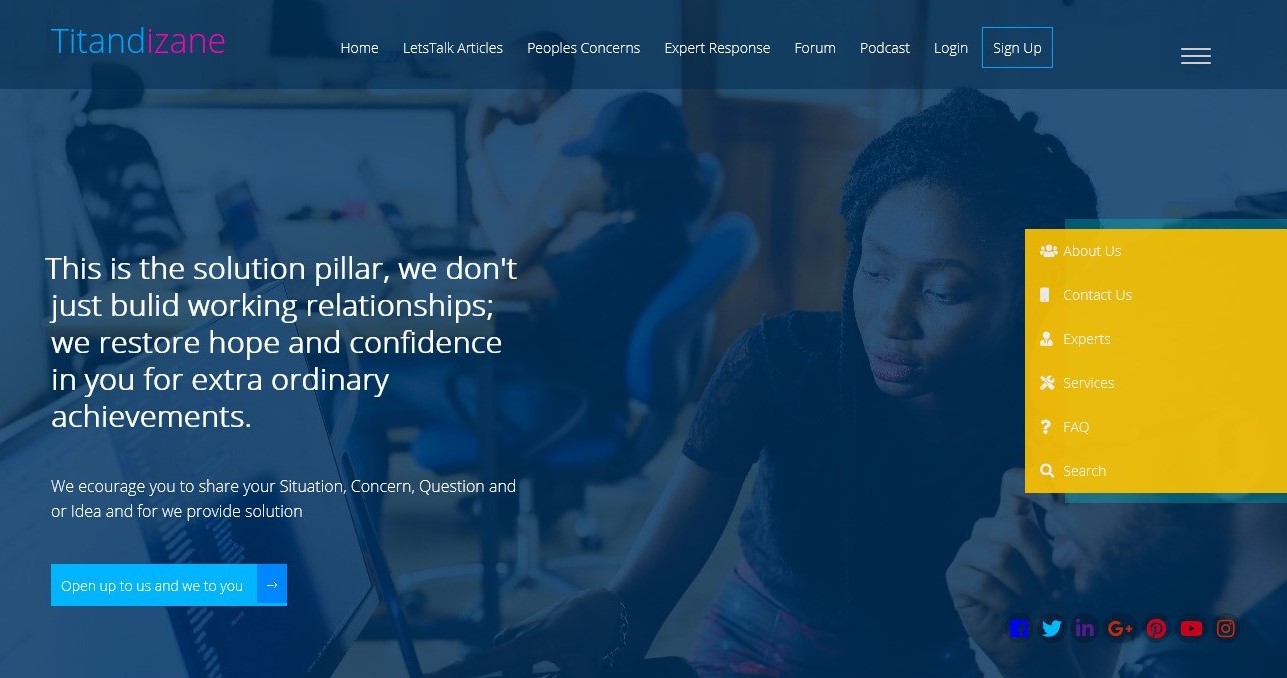 Titandizane
Home LetsTalk Articles Peoples Concerns Expert Response Forum Podcast Login Sign Up
This is the solution pillar, we don't
just bulid working relationships;
we restore hope and confidence
in you for extra ordinary
achievements.
We ecourage you to share your Situation, Concern, Question and
or Idea and for we provide solution
Open up to us and we to you
About Us
Contact Us
Experts
Services
FAQ
Search